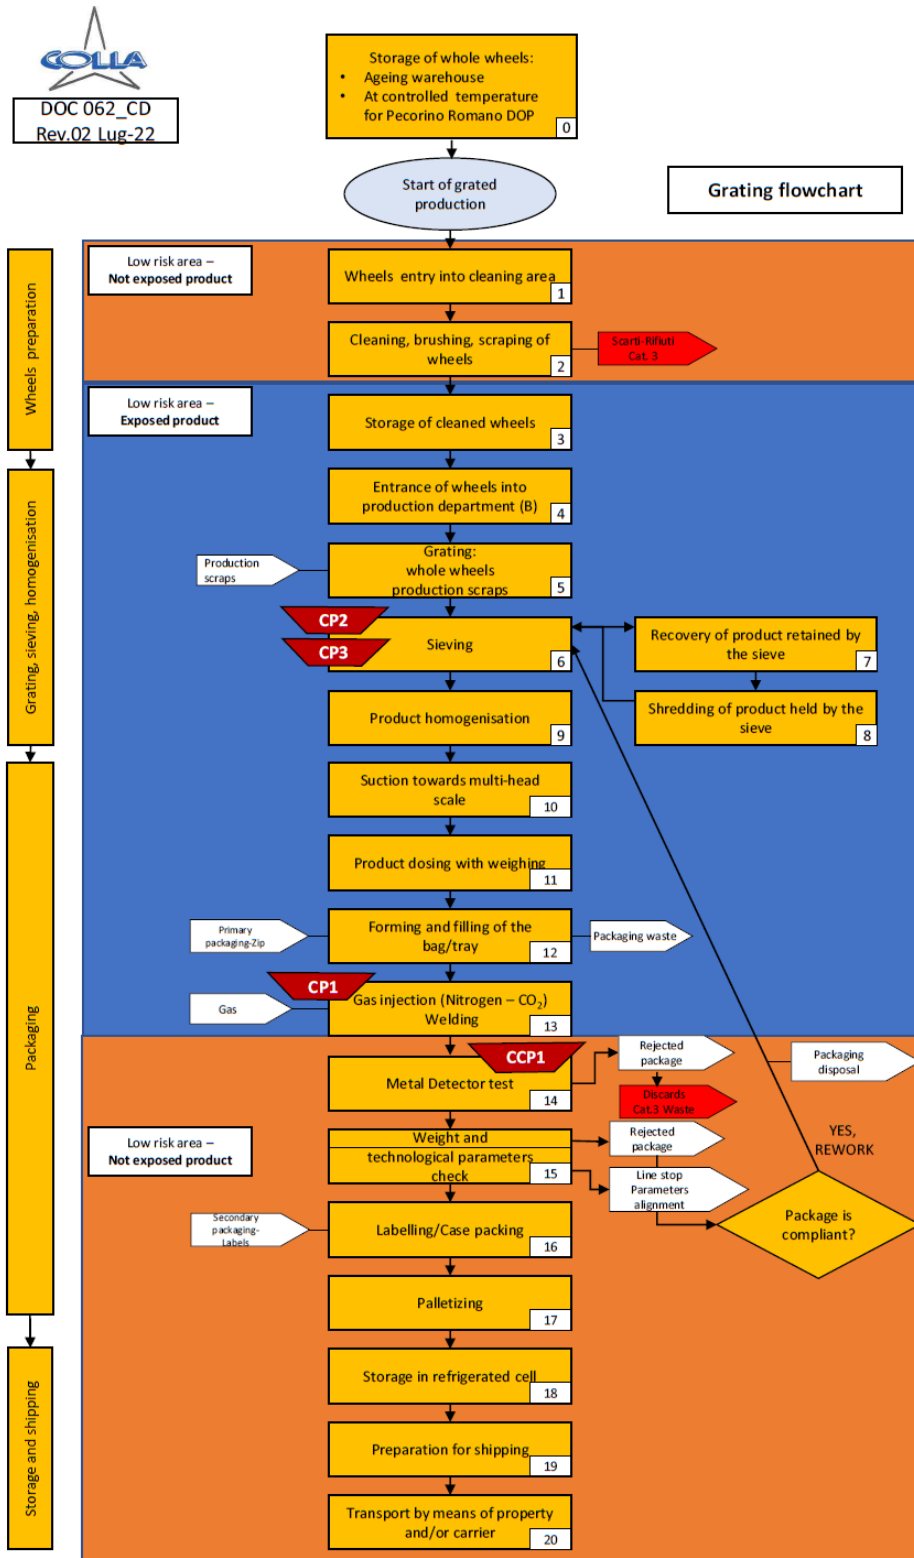 COLLA
DOC 062_CD
Rev.02 Lug-22
Storage of whole wheels:
• Ageing warehouse
• At controlled temperature
for Pecorino Romano DOP
0
Start of grated
production
Grating flowchart
Wheels preparation
Low risk area –
Not exposed product
Wheels entry into cleaning area
1
Cleaning, brushing, scraping of
wheels
2
Scarti-Rifiuti
Cat. 3
Low risk area –
Exposed product
Storage of cleaned wheels
3
Grating, sieving, homogenisation
Entrance of wheels into
production department (B)
4
Production
scraps
Grating:
whole wheels
production scraps
5
CP2
CP3
Sieving
6
Recovery of product retained by
the sieve
7
Shredding of product held by the
sieve
8
Product homogenisation
9
Packaging
Suction towards multi-head
scale
10
Product dosing with weighing
11
Primary
packaging-Zip
Forming and filling of the
bag/tray
12
Packaging waste
CP1
Gas
Gas injection (Nitrogen – CO2)
Welding
13
CCP1
Metal Detector test
14
Rejected
package
Discards
Cat.3 Waste
Packaging
disposal
Low risk area –
Not exposed product
Weight and
technological parameters
check
15
Rejected
package
Line stop
Parameters
alignment
YES,
REWORK
Package is
compliant?
Secondary
packaging-
Labels
Labelling/Case packing
16
Palletizing
17
Storage and shipping
Storage in refrigerated cell
18
Preparation for shipping
19
Transport by means of property
and/or carrier
20